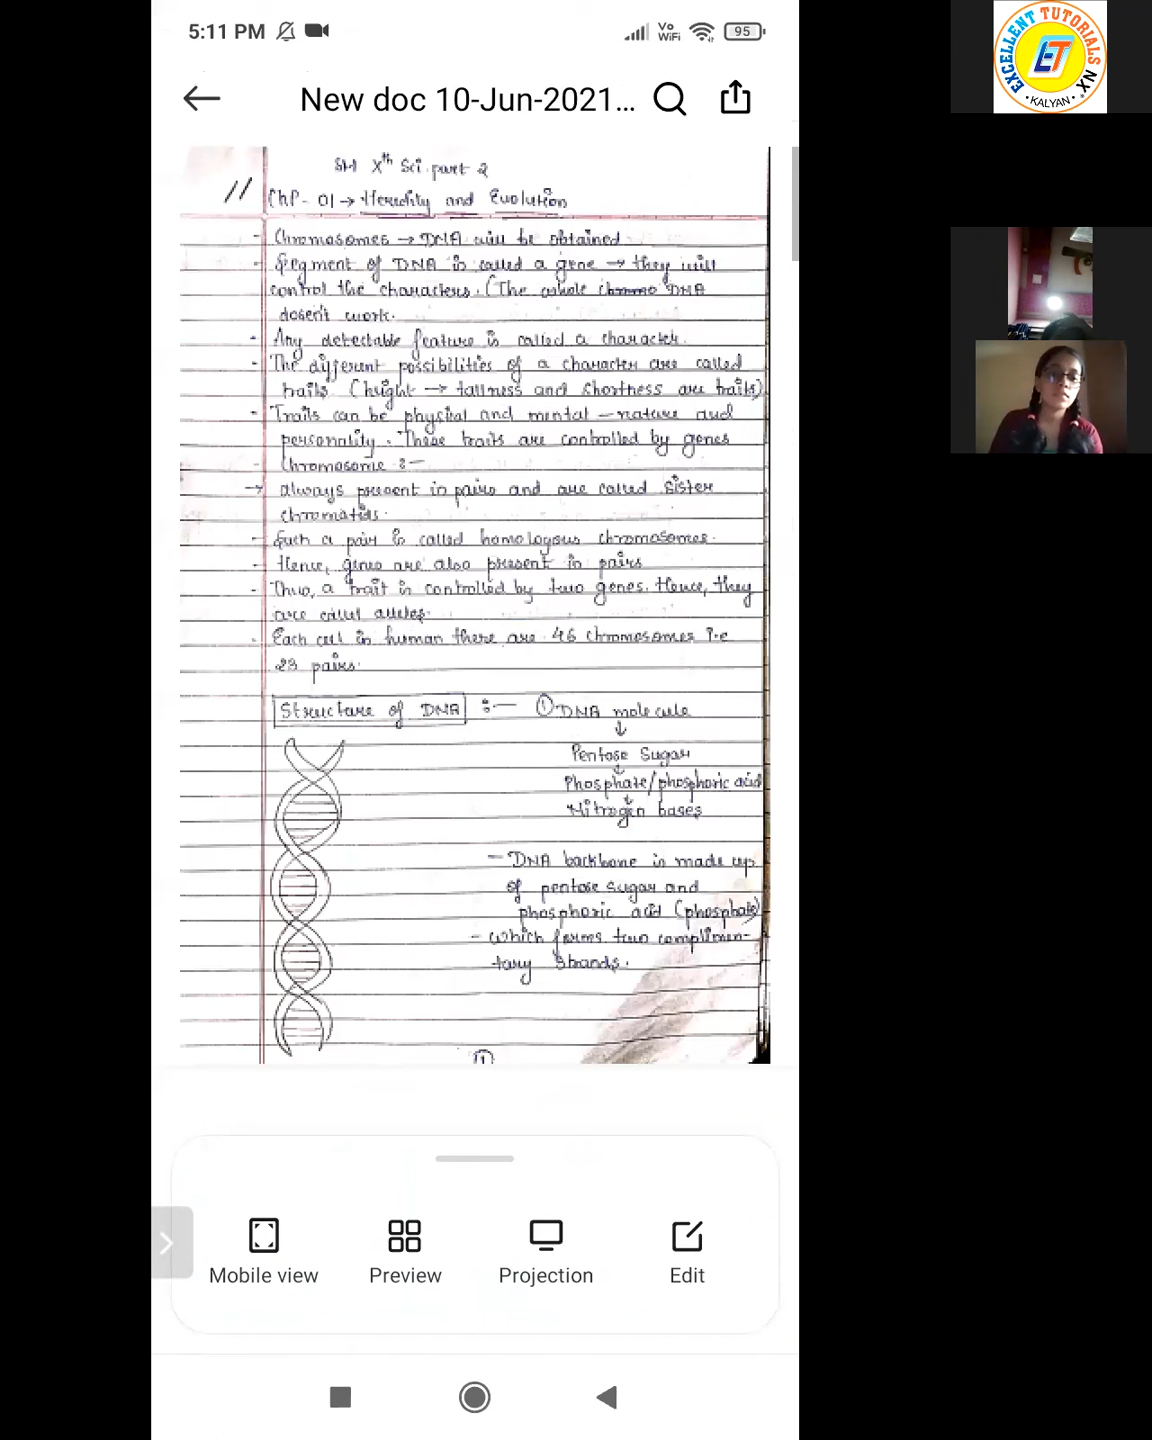 5:11 PM
Vo
WiFi
95
New doc 10-Jun-2021...
EXCELLENT TUTORIALS NX
ET
KALYAN
SM Xth Sci. part 2
11 Chp - 01 → Heredity and Evolution
- Chromosomes → DNA will be obtained.
- Segment of DNA is called a gene → they will
control the characters. (The whole chromo DNA
dosen't work.
- Any detectable feature is called a character.
- The different possibilities of a character are called
traits (hight → tallness and shortness are traits)
- Traits can be physical and mental - nature and
personality. These traits are controlled by genes
- Chromosome :-
→ always present in pairs and are called sister
chromatids.
- Such a pair is called homologous chromosomes.
- Hence, genes are also present in pairs
- Thus, a trait is controlled by two genes. Hence, they
are called alleles.
- Each cell in human there are 46 chromosomes i.e
23 pairs.
Structure of DNA :- ① DNA molecule
↓
Pentose Sugar
↓
Phosphate/phosphoric acid
↓
Nitrogen bases
- DNA backbone is made up
of pentose sugar and
phosphoric acid (phosphate)
- which forms two complimen-
tary strands.
①
Mobile view
Preview
Projection
Edit